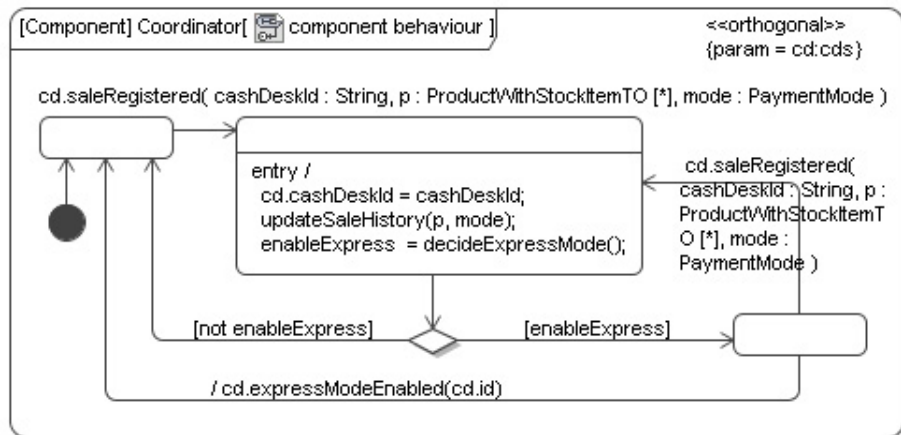 [Component] Coordinator[ component behaviour ]
<<orthogonal>>
{param = cd:cds}
cd.saleRegistered( cashDeskId : String, p : ProductWithStockItemTO [*], mode : PaymentMode )
entry /
cd.cashDeskId = cashDeskId;
updateSaleHistory(p, mode);
enableExpress = decideExpressMode();
cd.saleRegistered(
cashDeskId : String, p :
ProductWithStockItemT
O [*], mode :
PaymentMode )
[not enableExpress]
[enableExpress]
/ cd.expressModeEnabled(cd.id)